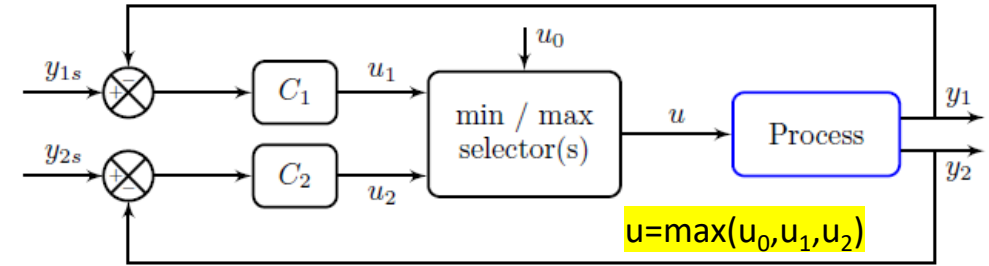 u₀
y₁ₛ
−
+
C₁
u₁
min / max
selector(s)
u
Process
y₁
y₂
y₂ₛ
+
−
C₂
u₂
u=max(u₀,u₁,u₂)